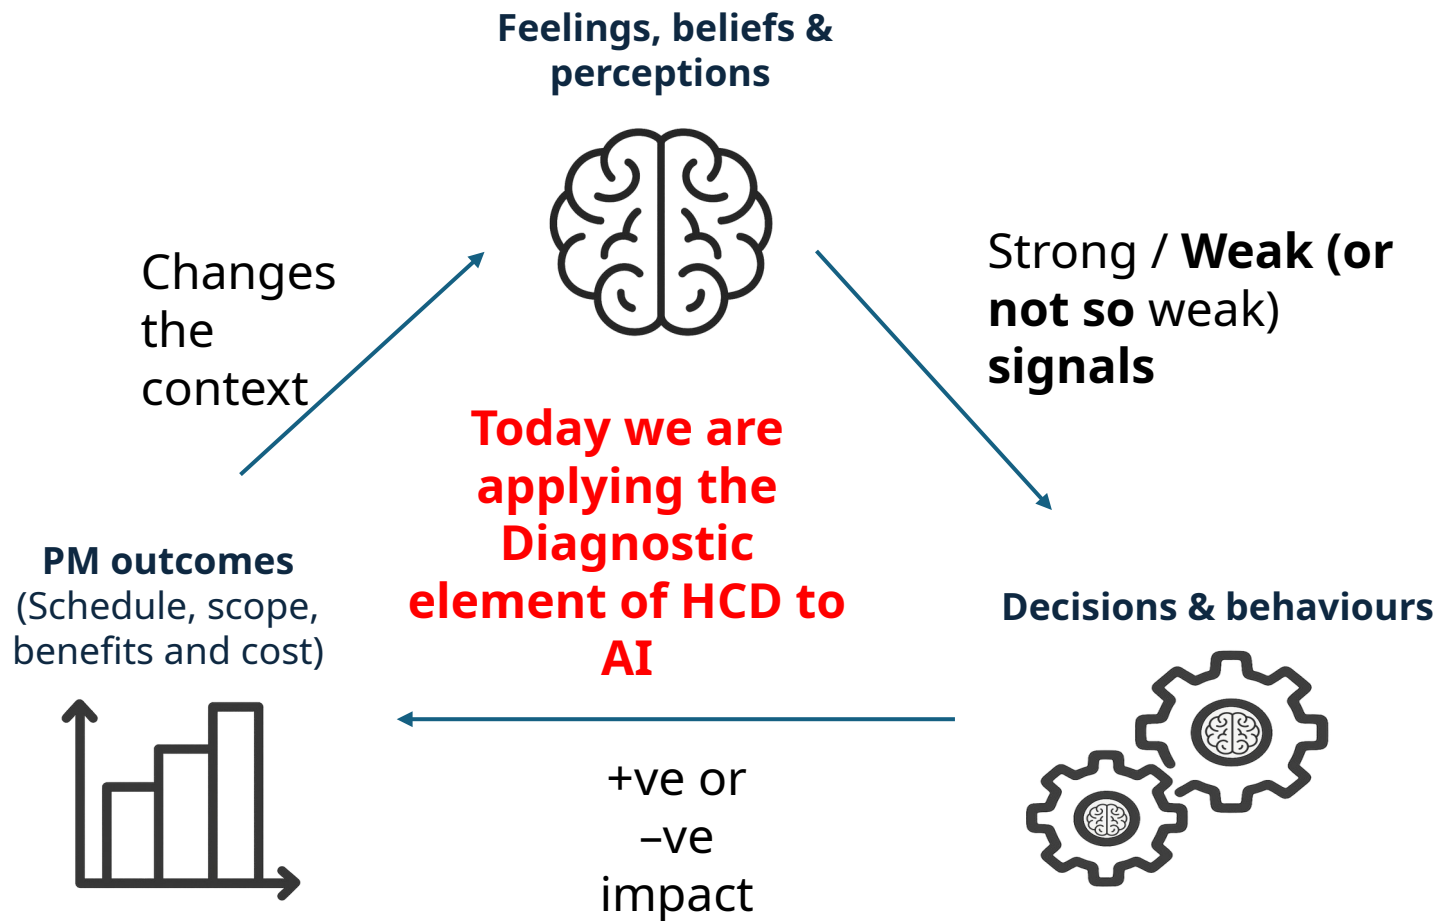 Feelings, beliefs &
perceptions
Changes
the
context
Strong / Weak (or
not so weak)
signals
Today we are
applying the
Diagnostic
element of HCD to
AI
PM outcomes
(Schedule, scope,
benefits and cost)
Decisions & behaviours
+ve or
–ve
impact